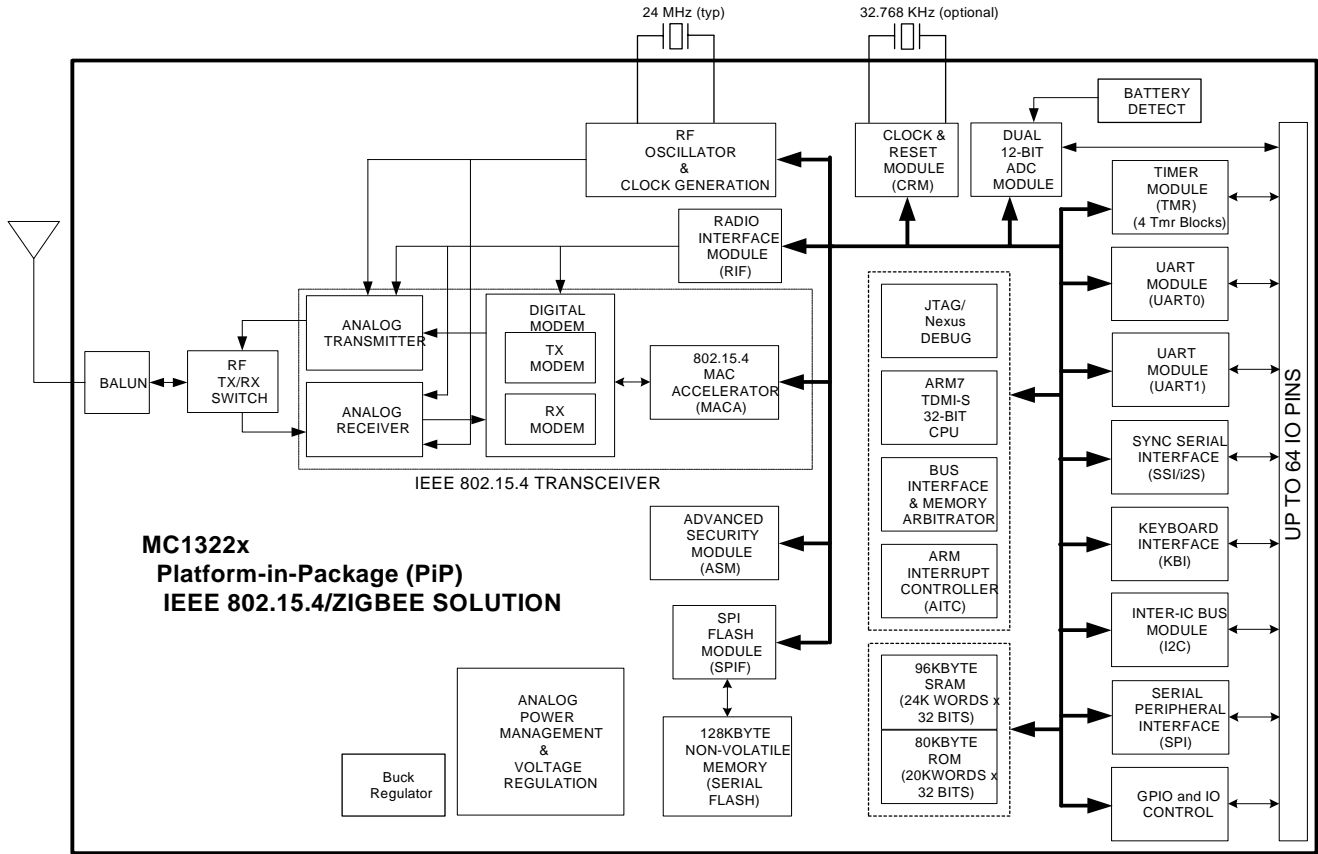 24 MHz (typ)
32.768 KHz (optional)
BATTERY
DETECT
RF
OSCILLATOR
&
CLOCK GENERATION
CLOCK &
RESET
MODULE
(CRM)
DUAL
12-BIT
ADC
MODULE
TIMER
MODULE
(TMR)
(4 Tmr Blocks)
RADIO
INTERFACE
MODULE
(RIF)
UART
MODULE
(UART0)
ANALOG
TRANSMITTER
DIGITAL
MODEM
TX
MODEM
RX
MODEM
JTAG/
Nexus
DEBUG
BALUN
RF
TX/RX
SWITCH
ANALOG
RECEIVER
802.15.4
MAC
ACCELERATOR
(MACA)
ARM7
TDMI-S
32-BIT
CPU
UART
MODULE
(UART1)
UP TO 64 IO PINS
IEEE 802.15.4 TRANSCEIVER
BUS
INTERFACE
& MEMORY
ARBITRATOR
SYNC SERIAL
INTERFACE
(SSI/i2S)
MC1322x
Platform-in-Package (PiP)
IEEE 802.15.4/ZIGBEE SOLUTION
ADVANCED
SECURITY
MODULE
(ASM)
ARM
INTERRUPT
CONTROLLER
(AITC)
KEYBOARD
INTERFACE
(KBI)
SPI
FLASH
MODULE
(SPIF)
INTER-IC BUS
MODULE
(I2C)
96KBYTE
SRAM
(24K WORDS x
32 BITS)
SERIAL
PERIPHERAL
INTERFACE
(SPI)
ANALOG
POWER
MANAGEMENT
&
VOLTAGE
REGULATION
128KBYTE
NON-VOLATILE
MEMORY
(SERIAL
FLASH)
80KBYTE
ROM
(20KWORDS x
32 BITS)
Buck
Regulator
GPIO and IO
CONTROL